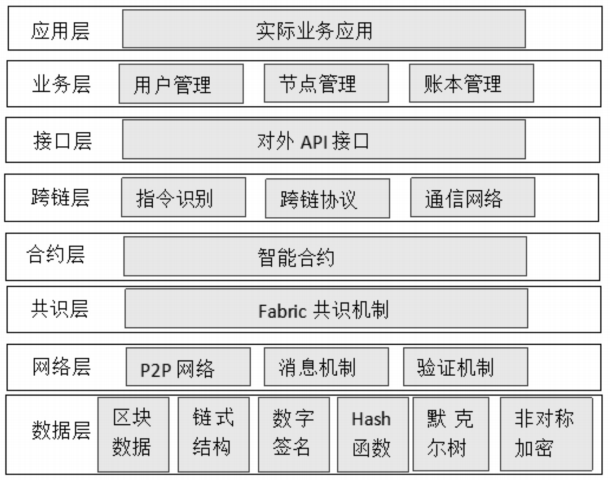 应用层 实际业务应用
业务层 用户管理 节点管理 账本管理
接口层 对外 API 接口
跨链层 指令识别 跨链协议 通信网络
合约层 智能合约
共识层 Fabric 共识机制
网络层 P2P 网络 消息机制 验证机制
数据层
区块
数据
链式
结构
数字
签名
Hash
函数
默 克
尔树
非对称
加密